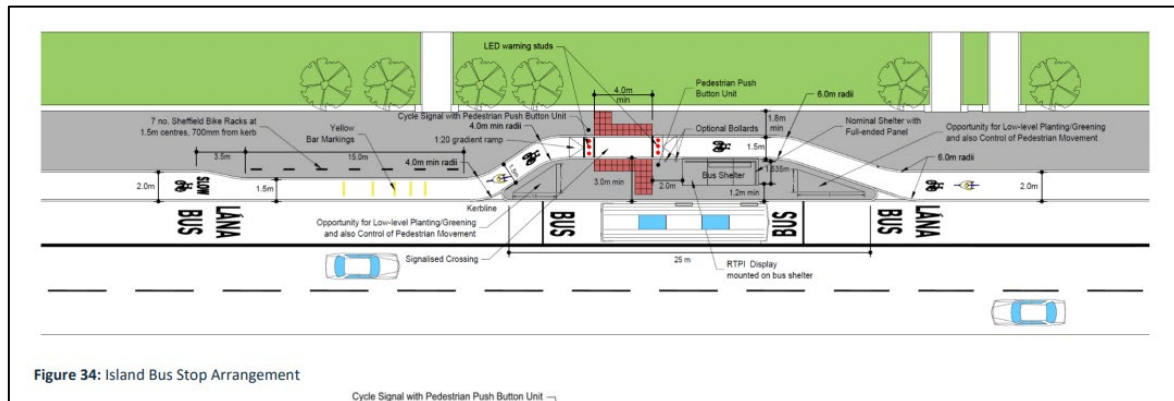 LED warning studs
4.0m
min
Pedestrian Push
Button Unit
7 no. Sheffield Bike Racks at
1.5m centres, 700mm from kerb
Yellow
Bar Markings
Cycle Signal with Pedestrian Push Button Unit
4.0m min radii
1:20 gradient ramp
Optional Bollards
6.0m radii
1.8m
min
Nominal Shelter with
Full-ended Panel
Opportunity for Low-level Planting/Greening
and also Control of Pedestrian Movement
3.5m
15.0m
4.0m min radii
1.5m
1.5m
Bus Shelter
1.535m
6.0m radii
2.0m
SLOW
1.5m
3.0m min
2.0m
1.2m min
2.0m
Kerbline
LÁNA
BUS
Opportunity for Low-level Planting/Greening
and also Control of Pedestrian Movement
BUS
BUS
LÁNA
BUS
Signalised Crossing
25 m
RTPI Display
mounted on bus shelter
Figure 34: Island Bus Stop Arrangement
Cycle Signal with Pedestrian Push Button Unit